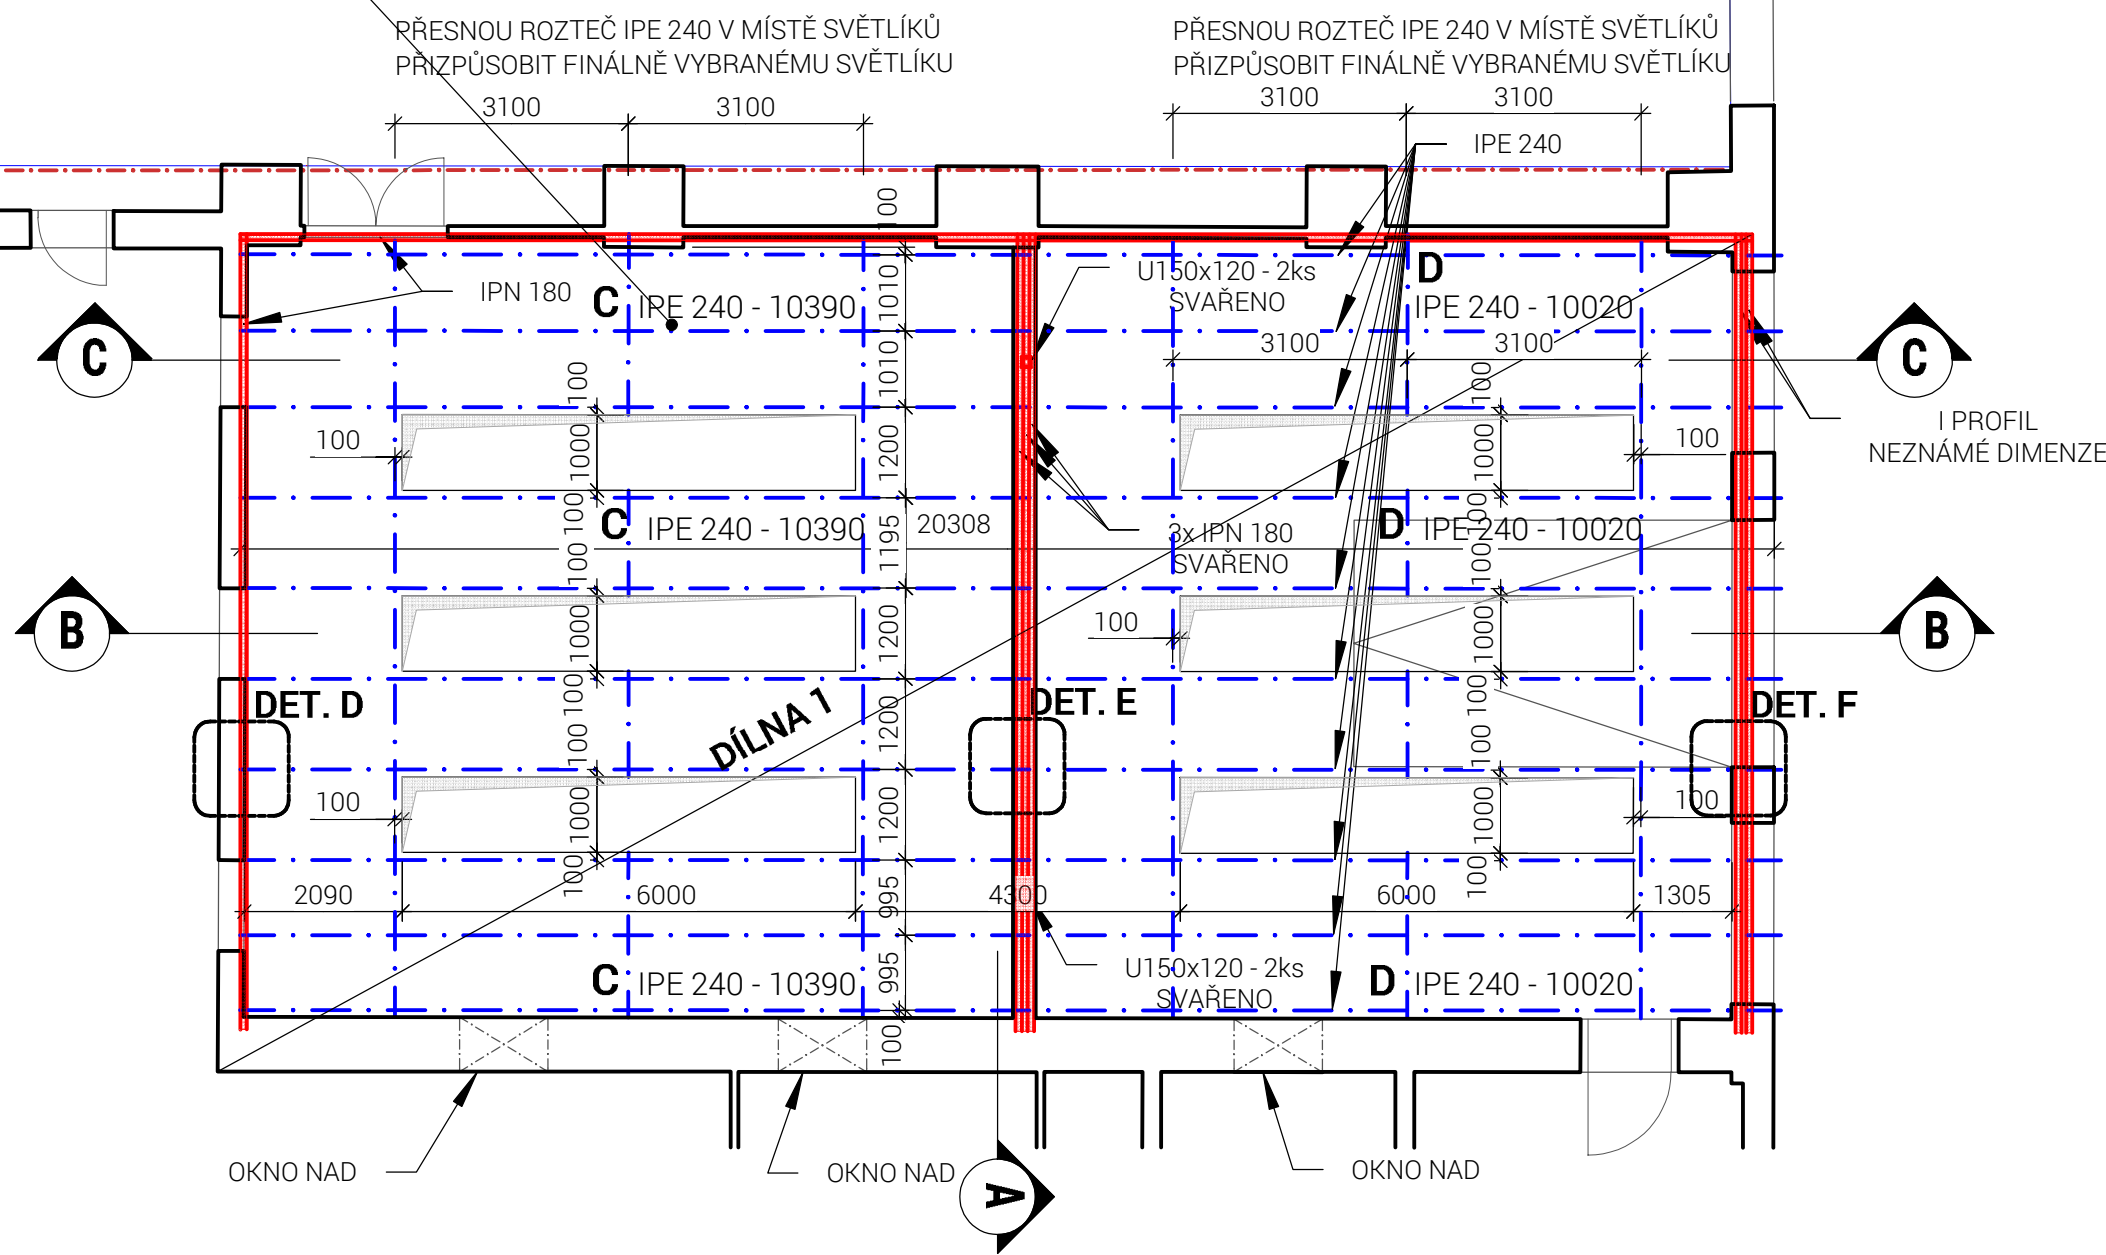 PŘESNOU ROZTEČ IPE 240 V MÍSTĚ SVĚTLÍKŮ
PŘIZPŮSOBIT FINÁLNĚ VYBRANÉMU SVĚTLÍKU
PŘESNOU ROZTEČ IPE 240 V MÍSTĚ SVĚTLÍKŮ
PŘIZPŮSOBIT FINÁLNĚ VYBRANÉMU SVĚTLÍKU
3100
3100
3100
3100
IPE 240
100
U150x120 - 2ks
SVAŘENO
D
IPN 180
C IPE 240 - 10390
1010
IPE 240 - 10020
3100
3100
C
C
1010
100
100
I PROFIL
NEZNÁMÉ DIMENZE
100
1000
1200
1000
100
100
100
C IPE 240 - 10390
20308
3x IPN 180
SVAŘENO
D IPE 240 - 10020
1195
100
100
B
B
100
1000
1200
1000
100
100
DET. D
DÍLNA 1
DET. E
DET. F
100
1200
100
100
1000
1200
1000
100
100
100
2090
6000
995
4300
6000
1305
C IPE 240 - 10390
995
U150x120 - 2ks
SVAŘENO
D IPE 240 - 10020
100
OKNO NAD
OKNO NAD
A
OKNO NAD